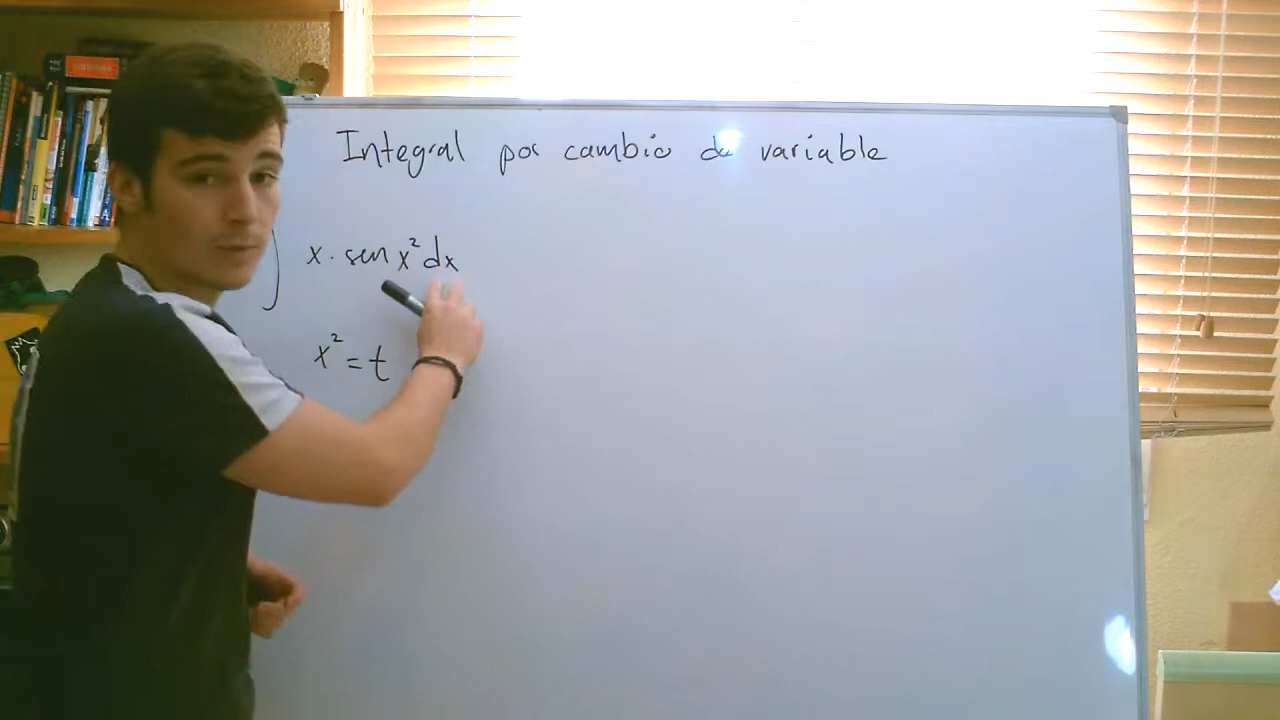 Integral por cambio de variable
∫ x · sen x² dx
x² = t